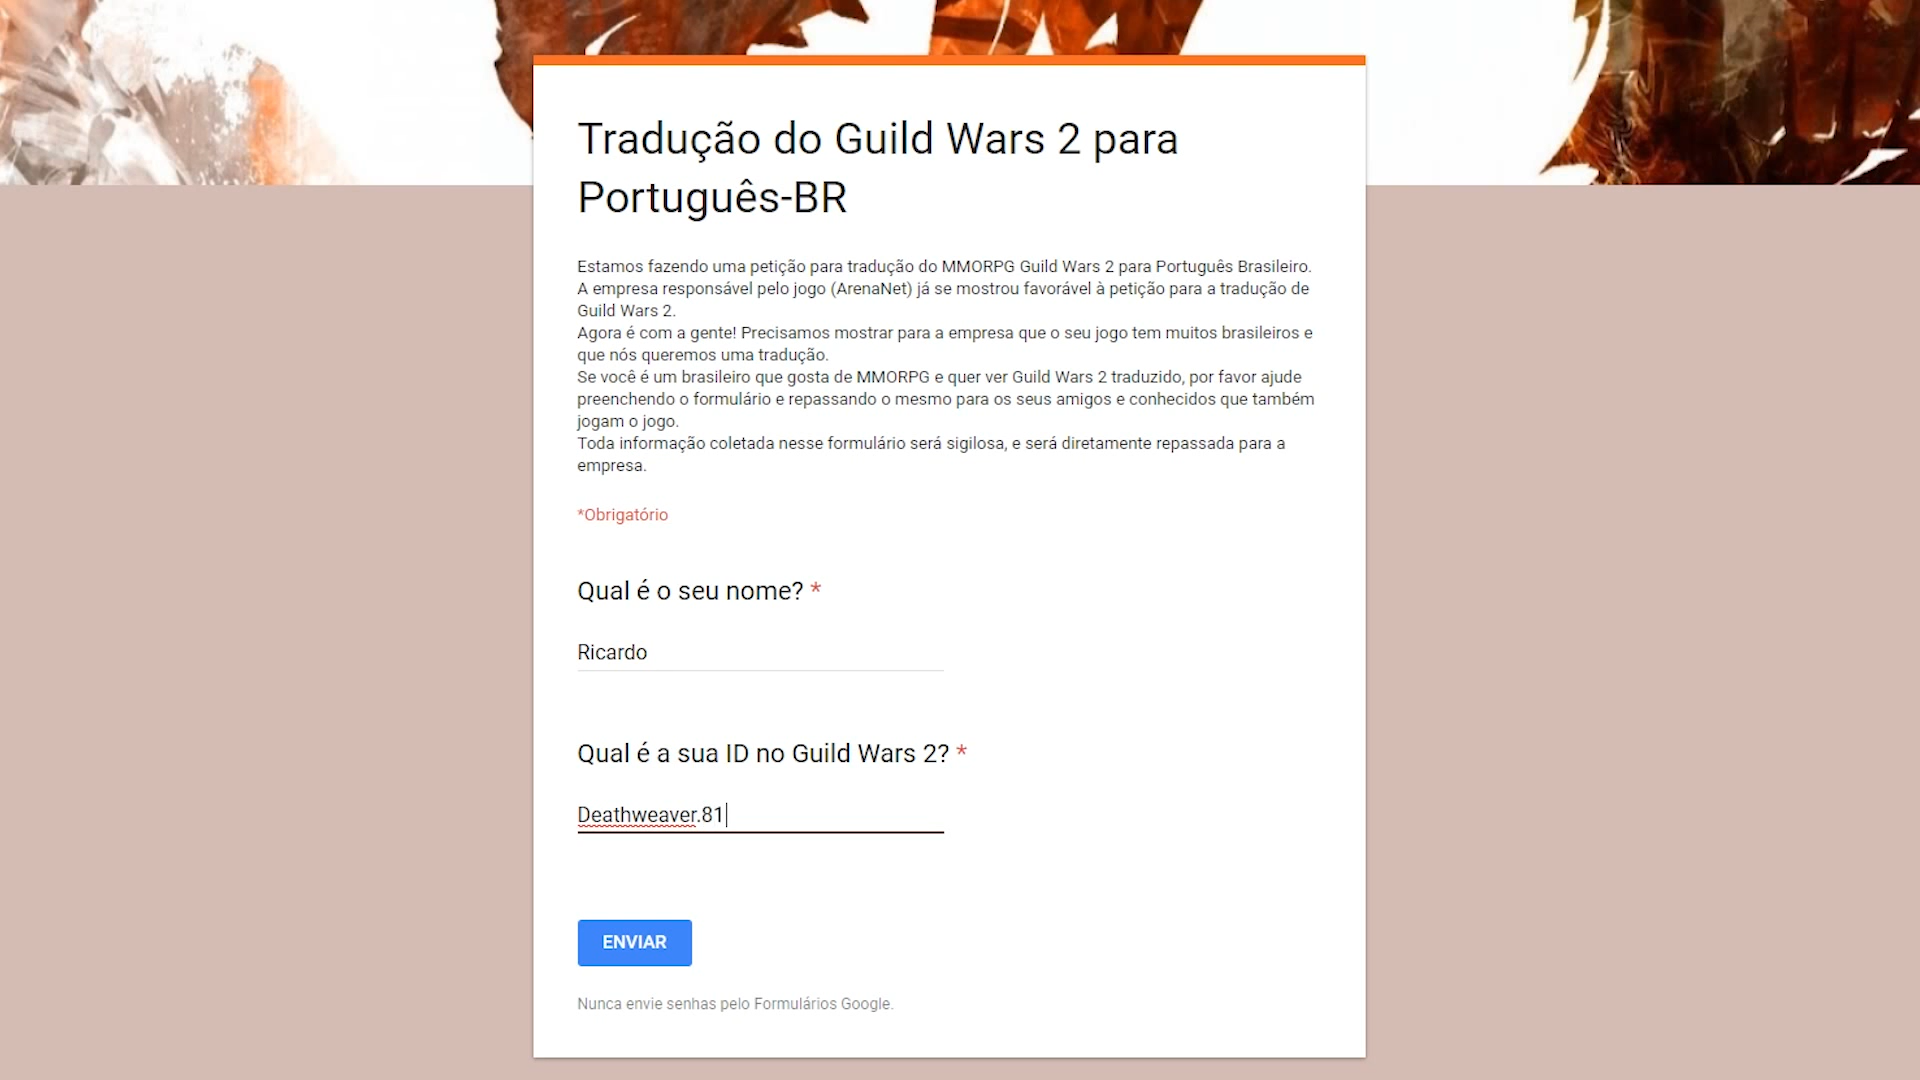 Tradução do Guild Wars 2 para
Português-BR
Estamos fazendo uma petição para tradução do MMORPG Guild Wars 2 para Português Brasileiro.
A empresa responsável pelo jogo (ArenaNet) já se mostrou favorável à petição para a tradução de
Guild Wars 2.
Agora é com a gente! Precisamos mostrar para a empresa que o seu jogo tem muitos brasileiros e
que nós queremos uma tradução.
Se você é um brasileiro que gosta de MMORPG e quer ver Guild Wars 2 traduzido, por favor ajude
preenchendo o formulário e repassando o mesmo para os seus amigos e conhecidos que também
jogam o jogo.
Toda informação coletada nesse formulário será sigilosa, e será diretamente repassada para a
empresa.
*Obrigatório
Qual é o seu nome? *
Ricardo
Qual é a sua ID no Guild Wars 2? *
Deathweaver.81
ENVIAR
Nunca envie senhas pelo Formulários Google.